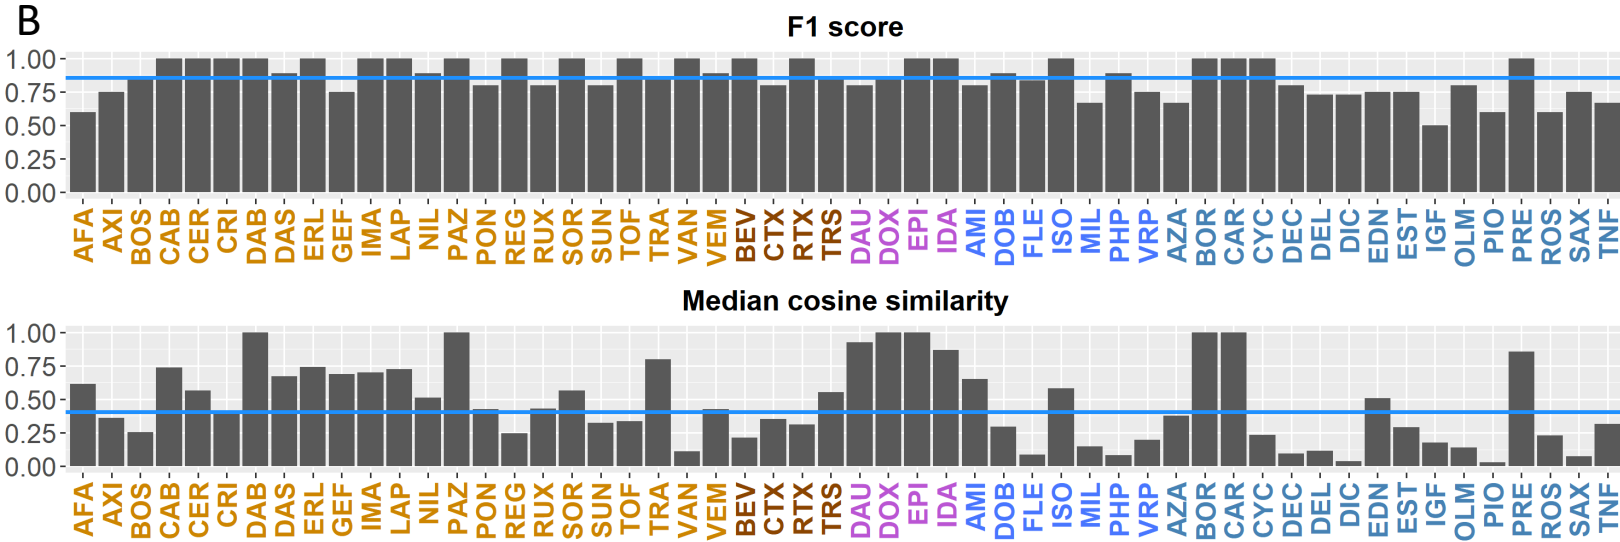 B
F1 score
1.00
0.75
0.50
0.25
0.00
AFA AXI BOS CAB CER CRI DAB DAS ERL GEF IMA LAP NIL PAZ PON REG RUX SOR SUN TOF TRA VAN VEM BEV CTX RTX TRS DAU DOX EPI IDA AMI DOB FLE ISO MIL PHP VRP AZA BOR CAR CYC DEC DEL DIC EDN EST IGF OLM PIO PRE ROS SAX TNF
Median cosine similarity
1.00
0.75
0.50
0.25
0.00
AFA AXI BOS CAB CER CRI DAB DAS ERL GEF IMA LAP NIL PAZ PON REG RUX SOR SUN TOF TRA VAN VEM BEV CTX RTX TRS DAU DOX EPI IDA AMI DOB FLE ISO MIL PHP VRP AZA BOR CAR CYC DEC DEL DIC EDN EST IGF OLM PIO PRE ROS SAX TNF